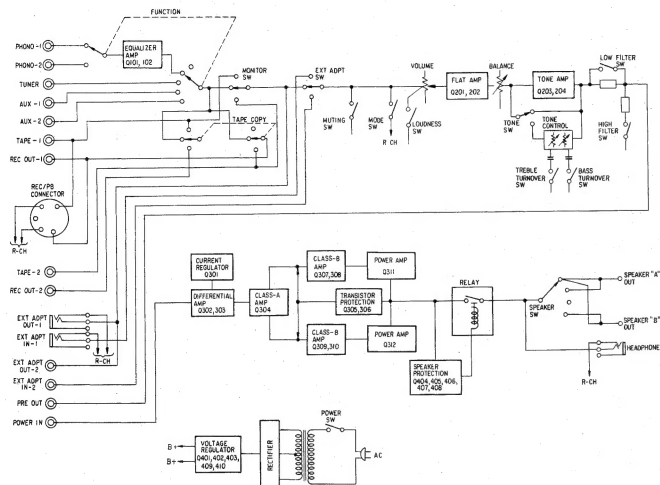 FUNCTION
PHONO-1
PHONO-2
TUNER
AUX-1
AUX-2
TAPE-1
REC OUT-1
EQUALIZER
AMP
Q101, 102
MONITOR
SW
TAPE COPY
EXT ADPT
SW
MUTING
SW
MODE
SW
R CH
VOLUME
LOUDNESS
SW
FLAT AMP
Q201, 202
BALANCE
TONE AMP
Q203, 204
TONE
SW
TONE
CONTROL
TREBLE
TURNOVER
SW
BASS
TURNOVER
SW
LOW FILTER
SW
HIGH
FILTER
SW
REC/PB
CONNECTOR
R-CH
TAPE-2
REC OUT-2
EXT ADPT
OUT-1
EXT ADPT
IN-1
R-CH
EXT ADPT
OUT-2
EXT ADPT
IN-2
PRE OUT
POWER IN
CURRENT
REGULATOR
Q301
DIFFERENTIAL
AMP
Q302, 303
CLASS-A
AMP
Q304
CLASS-B
AMP
Q307, 308
POWER AMP
Q311
TRANSISTOR
PROTECTION
Q305, 306
CLASS-B
AMP
Q309, 310
POWER AMP
Q312
RELAY
SPEAKER
PROTECTION
Q404, 405, 406,
407, 408
SPEAKER
SW
SPEAKER "A"
OUT
SPEAKER "B"
OUT
HEADPHONE
R-CH
B+
B+
VOLTAGE
REGULATOR
Q401, 402, 403,
409, 410
RECTIFIER
POWER
SW
AC